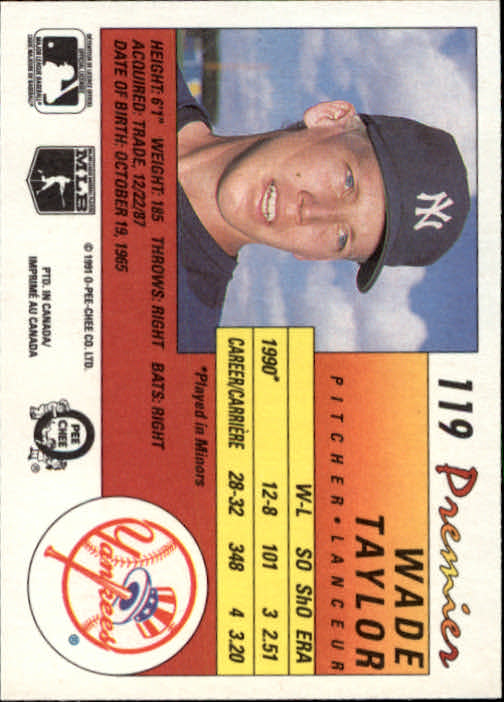 119 Premier
WADE
TAYLOR
PITCHER • LANCEUR
W-L SO ShO ERA
1990* 12-8 101 3 2.51
CAREER/CARRIÈRE 28-32 348 4 3.20
*Played in Minors
NY
HEIGHT: 6'1" WEIGHT: 185 THROWS: RIGHT BATS: RIGHT
ACQUIRED: TRADE, 12/22/87
DATE OF BIRTH: OCTOBER 19, 1965
Yankees
®
MLB
© 1991 O-PEE-CHEE CO. LTD.
PTD. IN CANADA/
IMPRIMÉ AU CANADA
O
PEE
CHEE
®